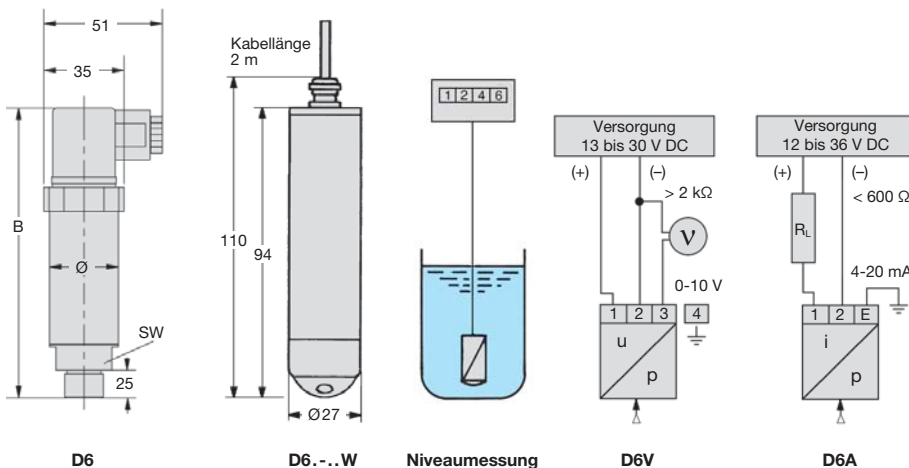 51
35
B
Ø
SW
25
D6
Kabellänge
2 m
110
94
Ø 27
D6.-..W
1 2 4 6
Niveaumessung
Versorgung
13 bis 30 V DC
(+)
(–)
> 2 kΩ
V
0-10 V
1 2 3 4
u
p
D6V
Versorgung
12 bis 36 V DC
(+)
(–)
< 600 Ω
RL
4-20 mA
1 2 E
i
p
D6A